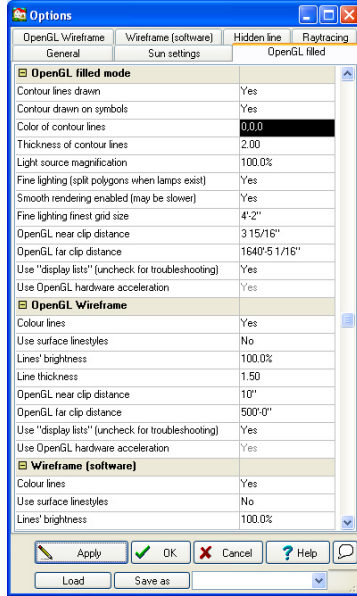 Options
OpenGL Wireframe Wireframe (software) Hidden line Raytracing
General Sun settings OpenGL filled
OpenGL filled mode
Contour lines drawn Yes
Contour drawn on symbols Yes
Color of contour lines 0,0,0
Thickness of contour lines 2.00
Light source magnification 100.0%
Fine lighting (split polygons when lamps exist) Yes
Smooth rendering enabled (may be slower) Yes
Fine lighting finest grid size 4'-2"
OpenGL near clip distance 3 15/16"
OpenGL far clip distance 1640'-5 1/16"
Use "display lists" (uncheck for troubleshooting) Yes
Use OpenGL hardware acceleration Yes
OpenGL Wireframe
Colour lines Yes
Use surface linestyles No
Lines' brightness 100.0%
Line thickness 1.50
OpenGL near clip distance 10"
OpenGL far clip distance 500'-0"
Use "display lists" (uncheck for troubleshooting) Yes
Use OpenGL hardware acceleration Yes
Wireframe (software)
Colour lines Yes
Use surface linestyles No
Lines' brightness 100.0%
Apply OK Cancel Help
Load Save as